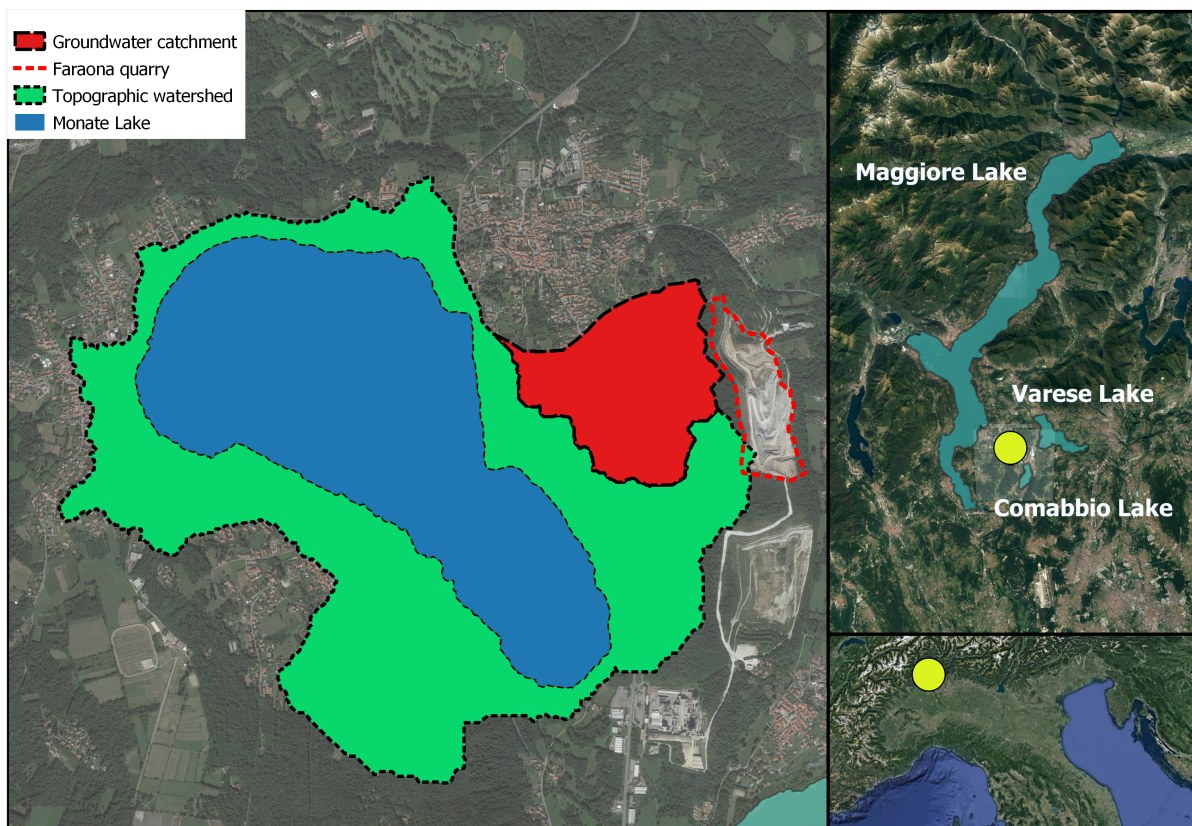 Groundwater catchment
Faraona quarry
Topographic watershed
Monate Lake
Maggiore Lake
Varese Lake
Comabbio Lake